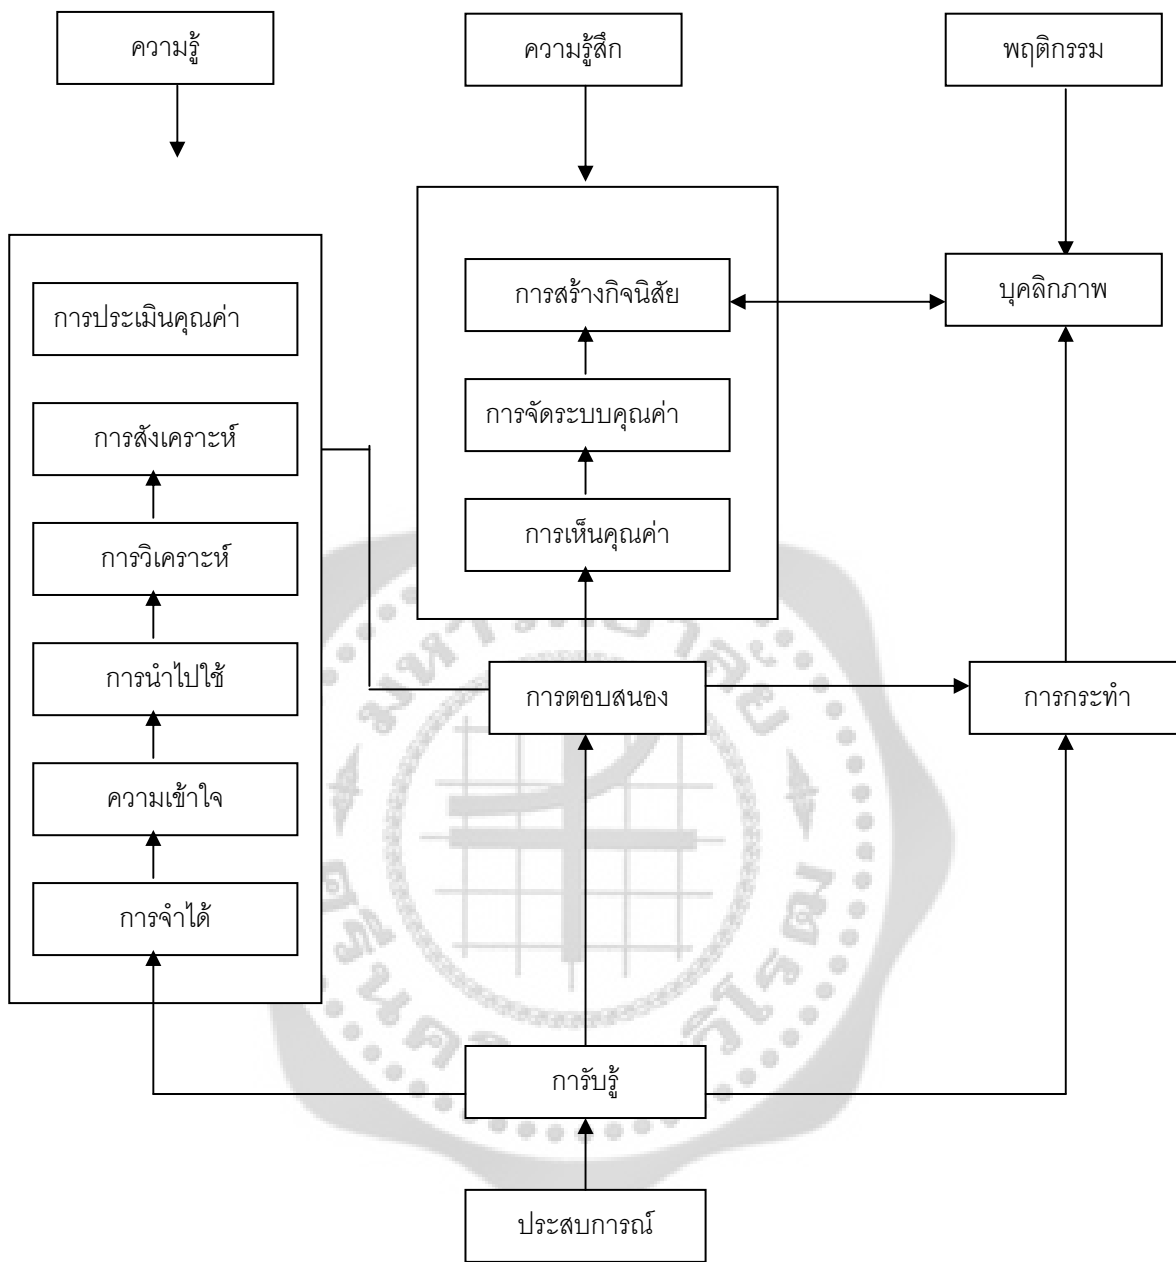 ความรู้
ความรู้สึก
พฤติกรรม
การสร้างกิจนิสัย
บุคลิกภาพ
การประเมินคุณค่า
การจัดระบบคุณค่า
การสังเคราะห์
การเห็นคุณค่า
การวิเคราะห์
การนำไปใช้
การตอบสนอง
การกระทำ
ความเข้าใจ
การจำได้
การับรู้
ประสบการณ์